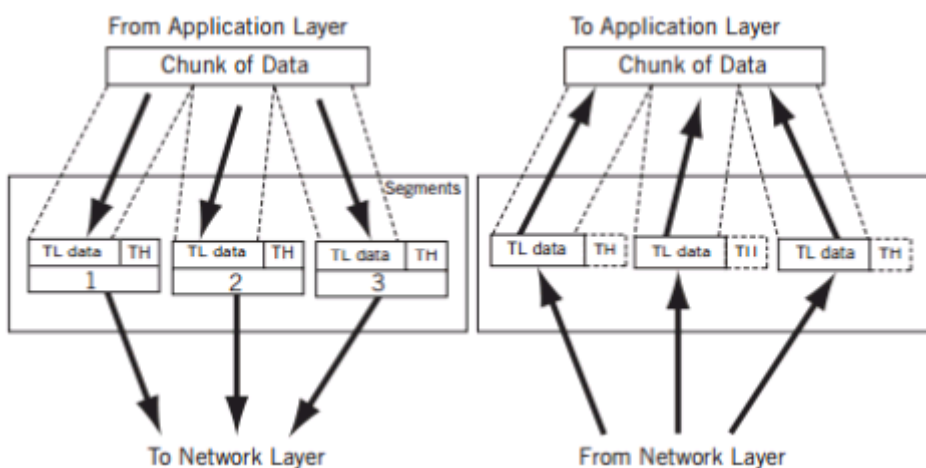 From Application Layer
Chunk of Data
Segments
TL data TH
1
TL data TH
2
TL data TH
3
To Network Layer
To Application Layer
Chunk of Data
TL data TH
TL data TII
TL data TH
From Network Layer